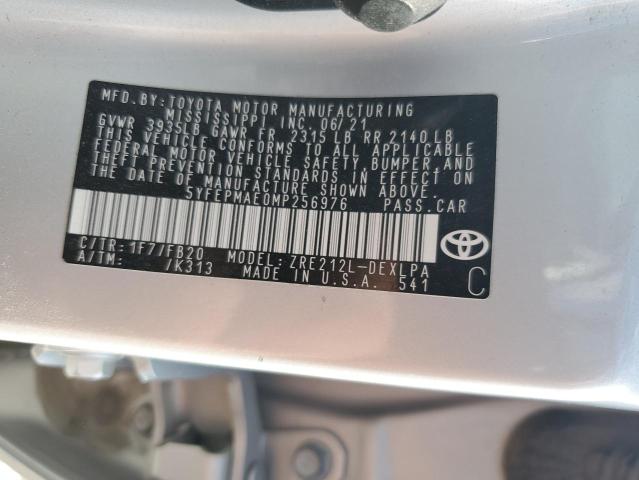 MFD.BY:TOYOTA MOTOR MANUFACTURING
MISSISSIPPI, INC.06/21
GVWR 3935LB GAWR FR 2315 LB RR 2140 LB
THIS VEHICLE CONFORMS TO ALL APPLICABLE
FEDERAL MOTOR VEHICLE SAFETY, BUMPER, AND
THEFT PREVENTION STANDARDS IN EFFECT ON THE DATE
OF MANUFACTURE SHOWN ABOVE.
5YFEPMAE0MP256976 PASS.CAR
C/TR: 1F7/FB20 MODEL: ZRE212L-DEXLPA
A/TM: /K313 MADE IN U.S.A. 541
TOYOTA
C